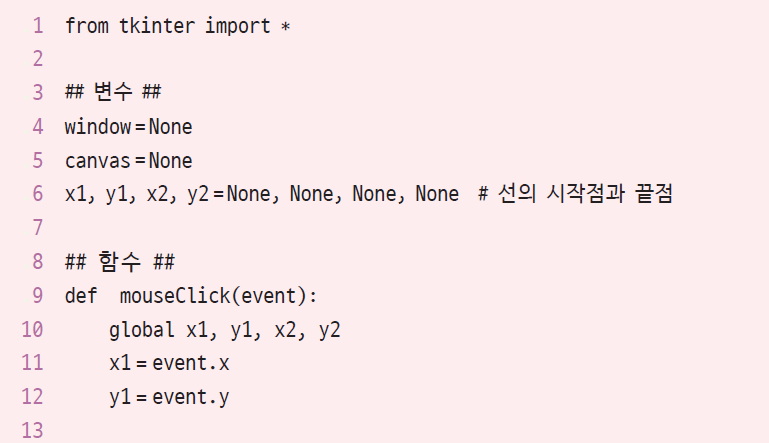 1 from tkinter import *
2
3 ## 변수 ##
4 window=None
5 canvas=None
6 x1, y1, x2, y2=None, None, None, None # 선의 시작점과 끝점
7
8 ## 함수 ##
9 def mouseClick(event):
10 global x1, y1, x2, y2
11 x1=event.x
12 y1=event.y
13